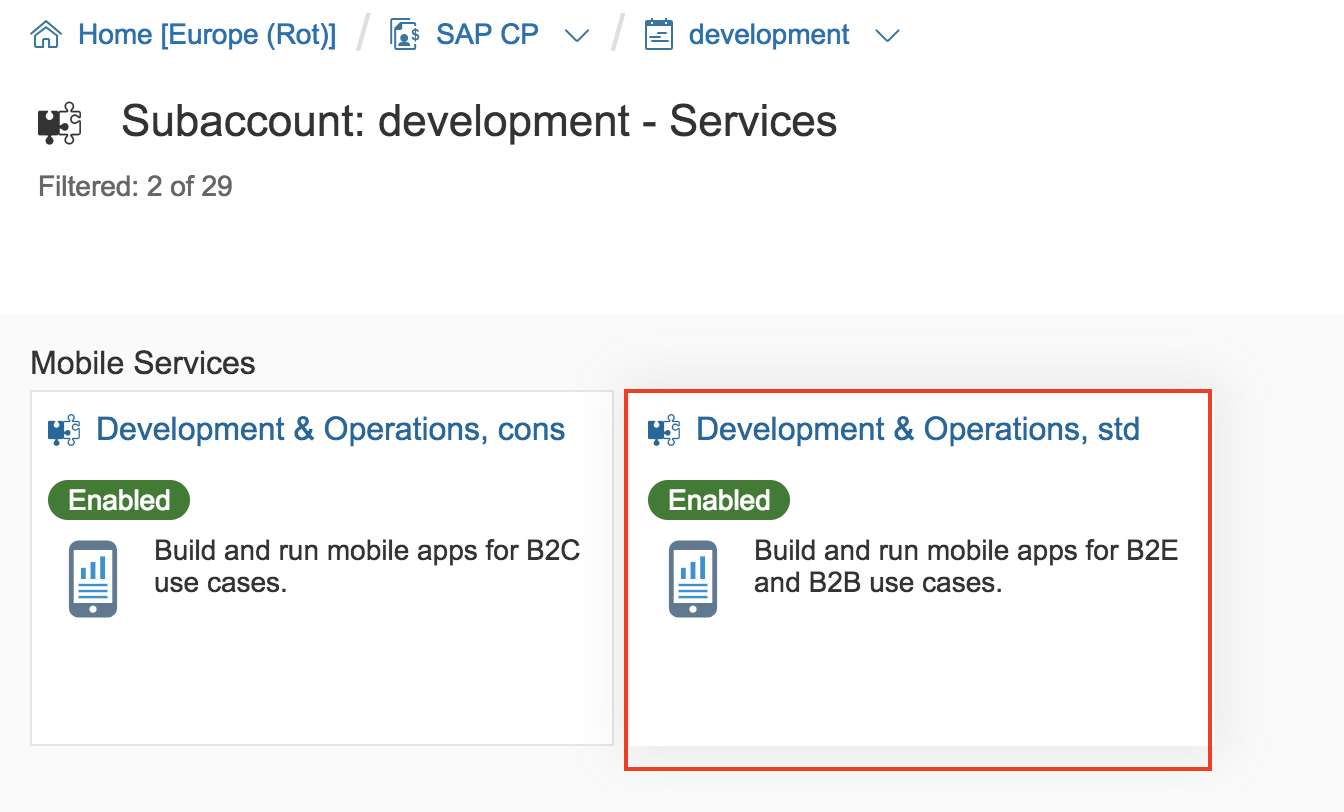 Home [Europe (Rot)] / SAP CP / development
Subaccount: development - Services
Filtered: 2 of 29
Mobile Services
Development & Operations, cons
Enabled
Build and run mobile apps for B2C
use cases.
Development & Operations, std
Enabled
Build and run mobile apps for B2E
and B2B use cases.